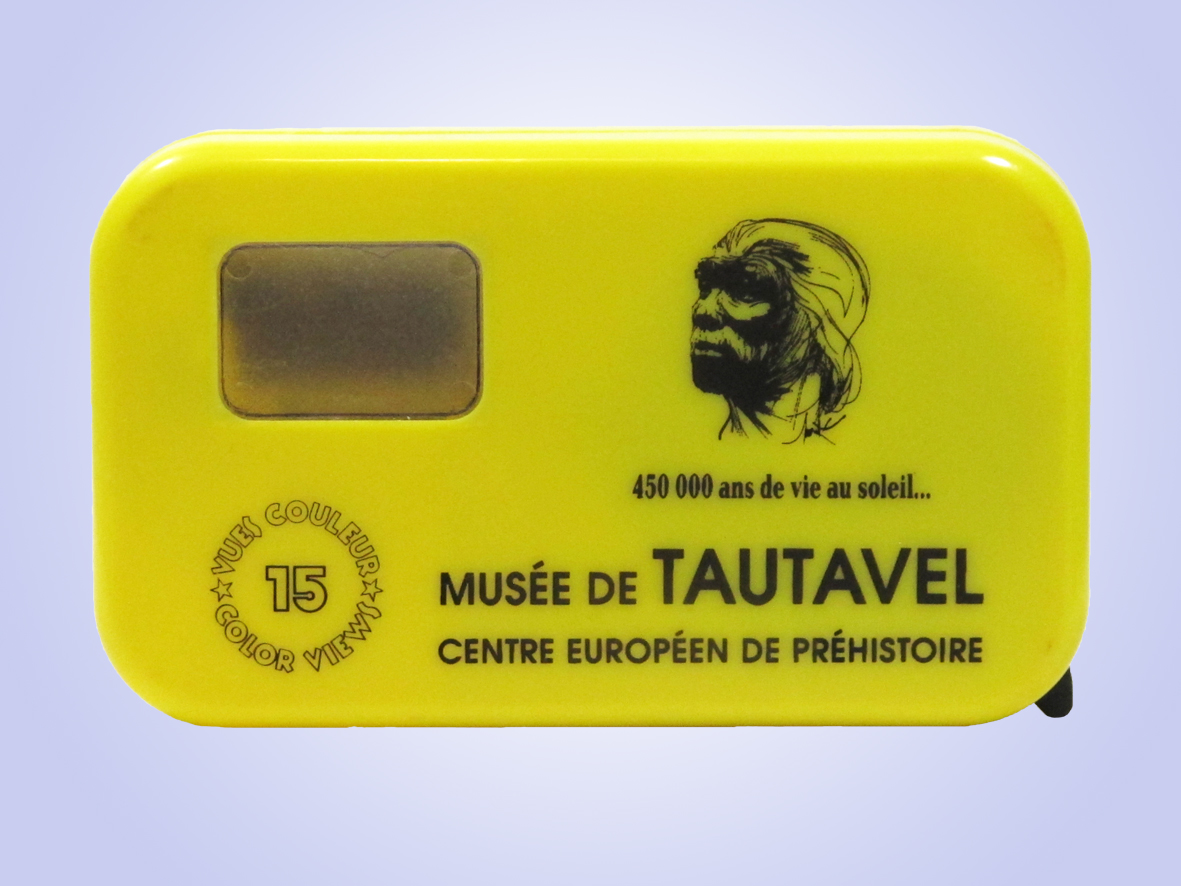 450 000 ans de vie au soleil...
VUES COULEUR
15
COLOR VIEWS
MUSÉE DE TAUTAVEL
CENTRE EUROPÉEN DE PRÉHISTOIRE